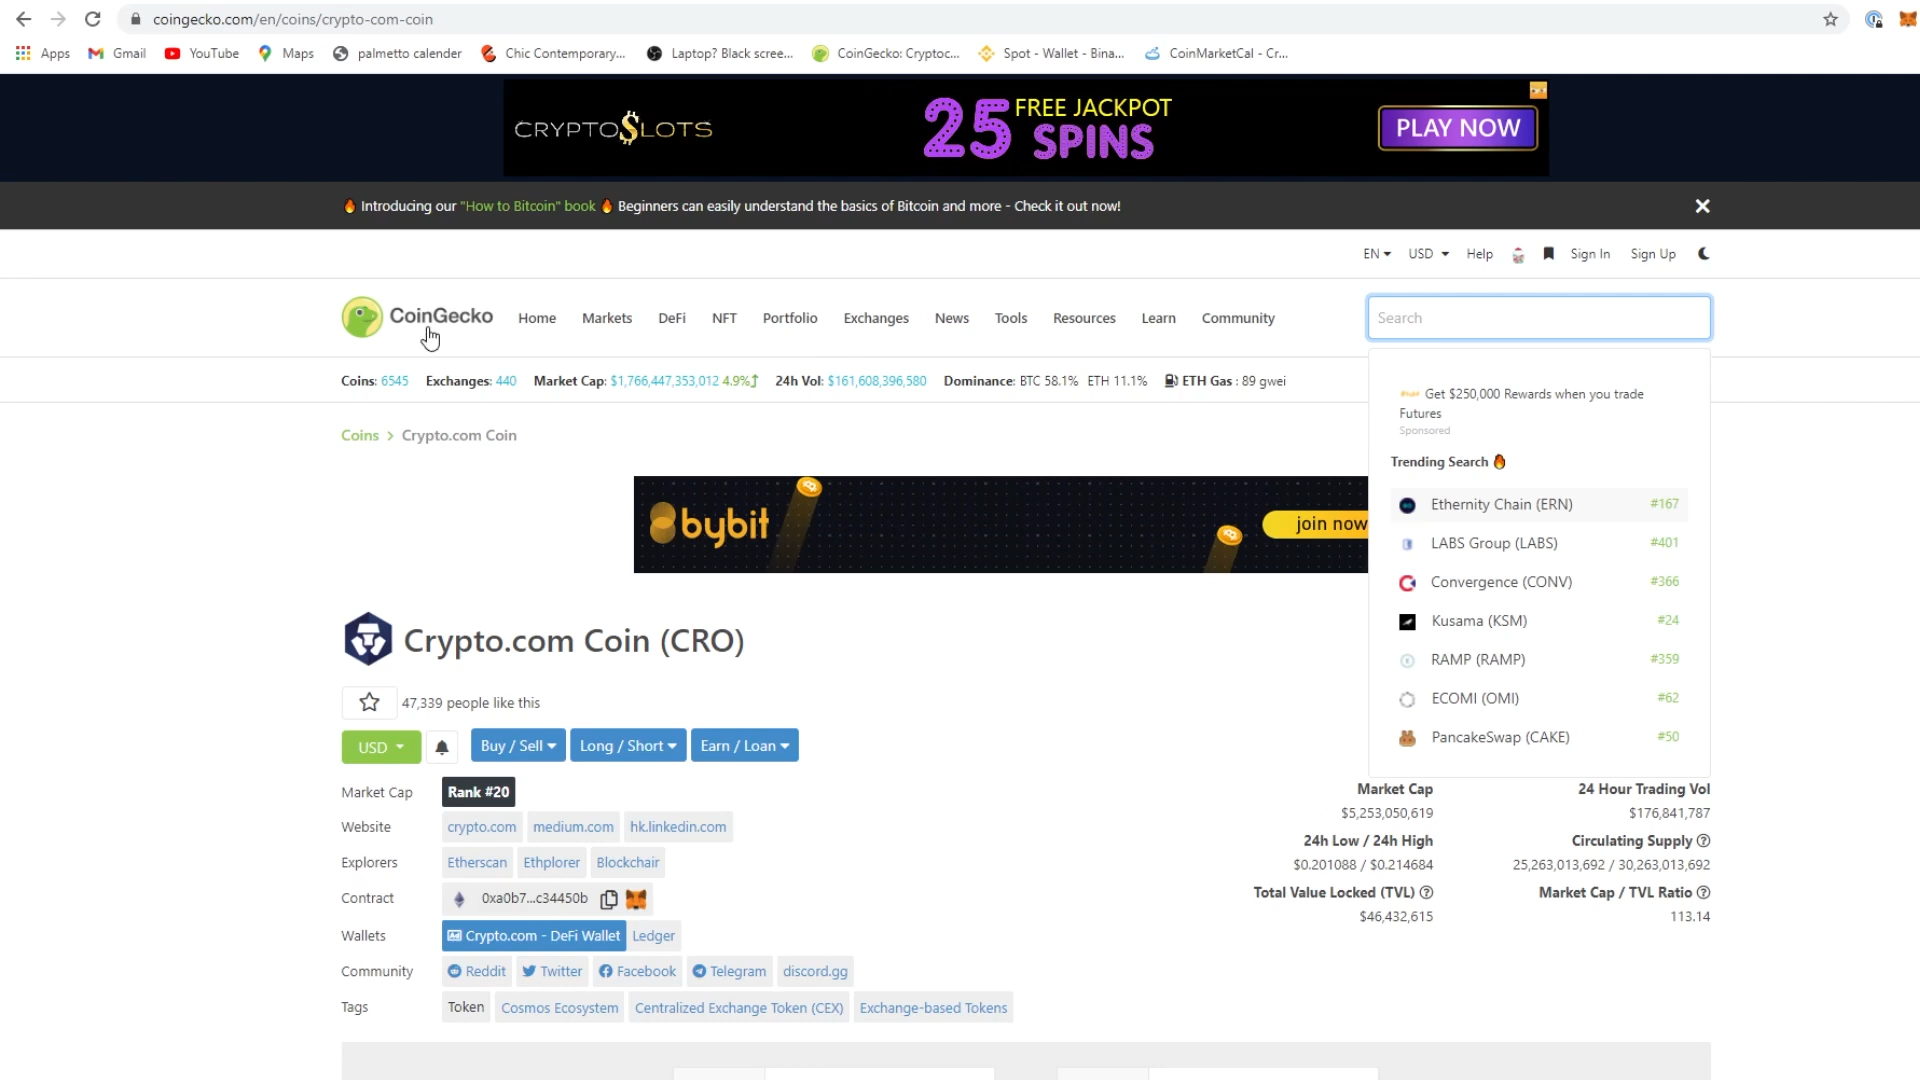 coingecko.com/en/coins/crypto-com-coin
Apps Gmail YouTube Maps palmetto calender Chic Contemporary... Laptop? Black scree... CoinGecko: Cryptoc... Spot - Wallet - Bina... CoinMarketCal - Cr...
CRYPTO$LOTS 25 FREE JACKPOT SPINS PLAY NOW
Introducing our "How to Bitcoin" book Beginners can easily understand the basics of Bitcoin and more - Check it out now!
EN USD Help Sign In Sign Up
CoinGecko Home Markets DeFi NFT Portfolio Exchanges News Tools Resources Learn Community Search
Coins: 6545 Exchanges: 440 Market Cap: $1,766,447,353,012 4.9% 24h Vol: $161,608,396,580 Dominance: BTC 58.1% ETH 11.1% ETH Gas : 89 gwei
Get $250,000 Rewards when you trade
Futures
Sponsored
Coins > Crypto.com Coin
Trending Search
bybit join now
Ethernity Chain (ERN) #167
LABS Group (LABS) #401
Convergence (CONV) #366
Kusama (KSM) #24
RAMP (RAMP) #359
ECOMI (OMI) #62
PancakeSwap (CAKE) #50
Crypto.com Coin (CRO)
47,339 people like this
USD Buy / Sell Long / Short Earn / Loan
Market Cap Rank #20
Website crypto.com medium.com hk.linkedin.com
Explorers Etherscan Ethplorer Blockchair
Contract 0xa0b7...c34450b
Wallets Ad Crypto.com - DeFi Wallet Ledger
Community Reddit Twitter Facebook Telegram discord.gg
Tags Token Cosmos Ecosystem Centralized Exchange Token (CEX) Exchange-based Tokens
Market Cap 24 Hour Trading Vol
$5,253,050,619 $176,841,787
24h Low / 24h High Circulating Supply
$0.201088 / $0.214684 25,263,013,692 / 30,263,013,692
Total Value Locked (TVL) Market Cap / TVL Ratio
$46,432,615 113.14